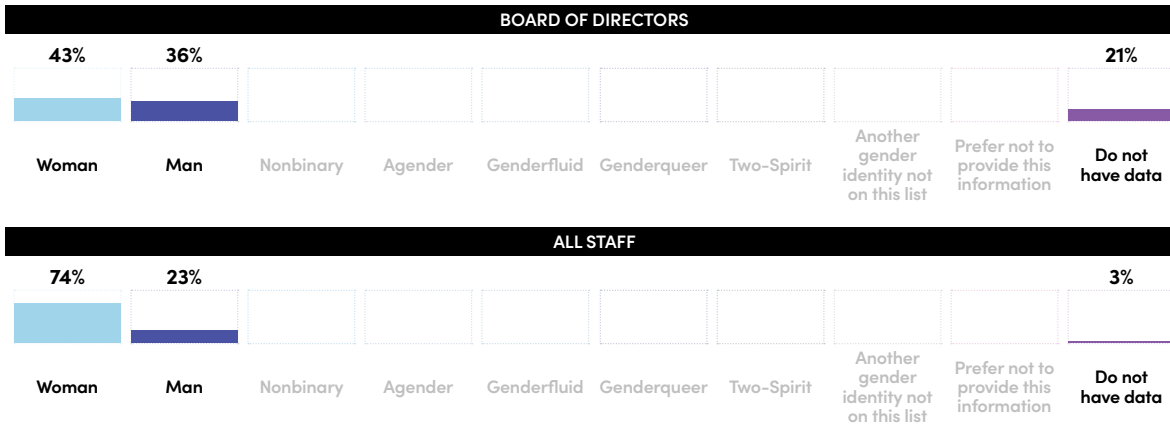 BOARD OF DIRECTORS
43% 36% 21%
Woman Man Nonbinary Agender Genderfluid Genderqueer Two-Spirit Another gender identity not on this list Prefer not to provide this information Do not have data
ALL STAFF
74% 23% 3%
Woman Man Nonbinary Agender Genderfluid Genderqueer Two-Spirit Another gender identity not on this list Prefer not to provide this information Do not have data